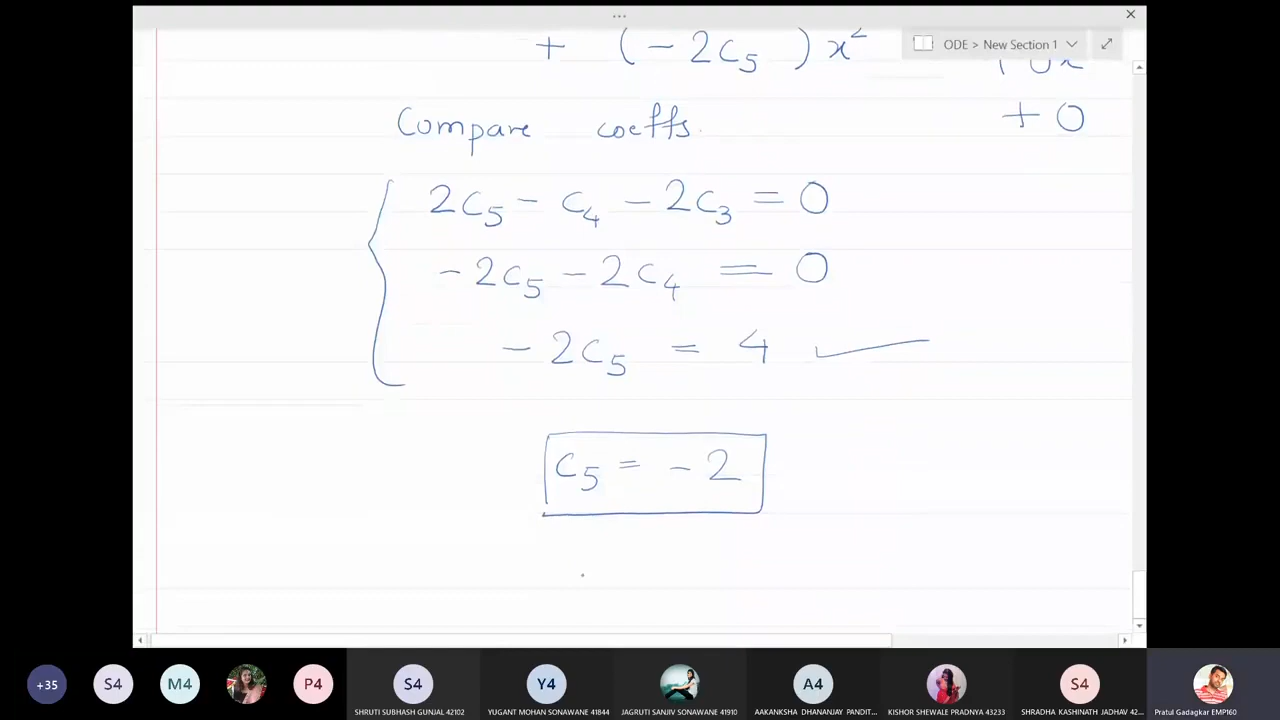 + (-2c₅) x²
ODE > New Section 1
+ 0
Compare coeffs.
2c₅ - c₄ - 2c₃ = 0
-2c₅ - 2c₄ = 0
-2c₅ = 4
c₅ = -2
+35
S4
M4
P4
S4
Y4
A4
S4
SHRUTI SUBHASH GUNJAL 42102
YUGANT MOHAN SONAWANE 41844
JAGRUTI SANJIV SONAWANE 41910
AAKANKSHA DHANANJAY PANDIT...
KISHOR SHEWALE PRADNYA 43233
SHRADHA KASHINATH JADHAV 42...
Pratul Gadagkar EMP160